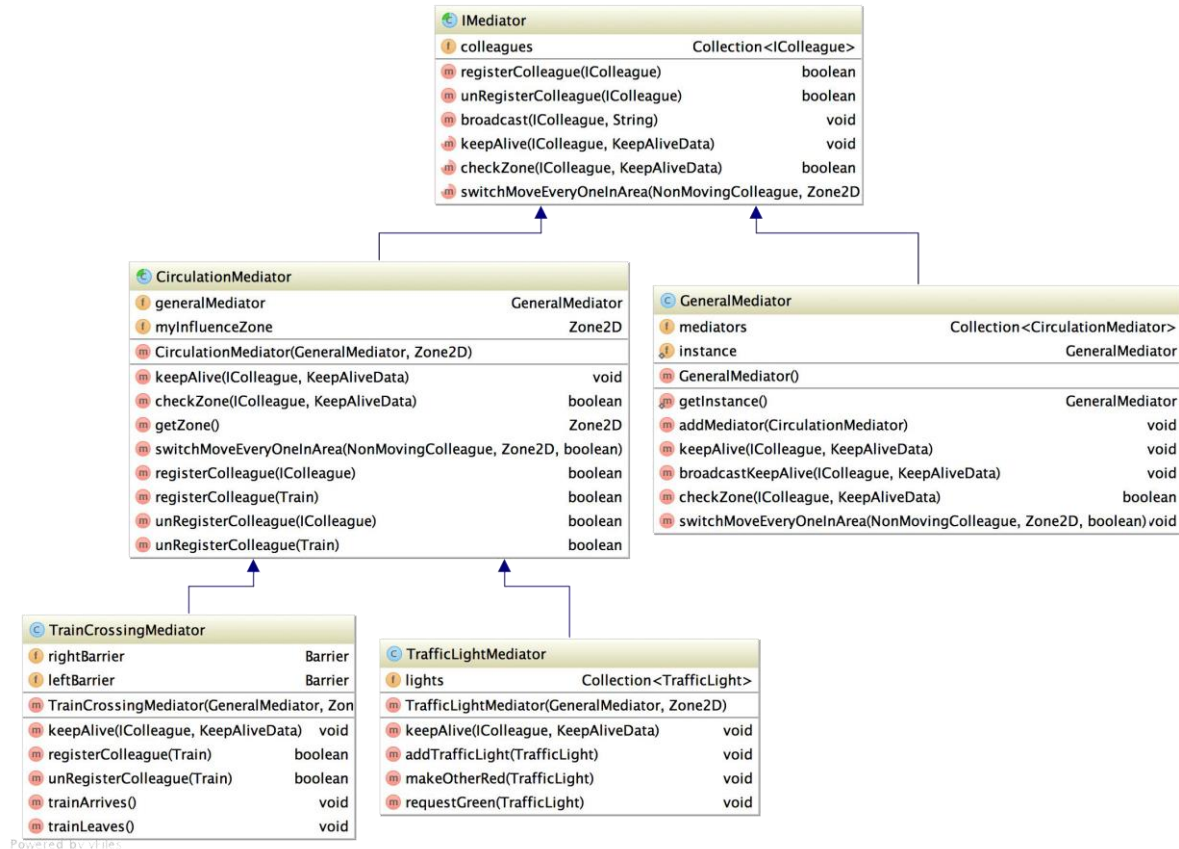 IMediator
colleagues Collection<IColleague>
registerColleague(IColleague) boolean
unRegisterColleague(IColleague) boolean
broadcast(IColleague, String) void
keepAlive(IColleague, KeepAliveData) void
checkZone(IColleague, KeepAliveData) boolean
switchMoveEveryOneInArea(NonMovingColleague, Zone2D
CirculationMediator
generalMediator GeneralMediator
myInfluenceZone Zone2D
CirculationMediator(GeneralMediator, Zone2D)
keepAlive(IColleague, KeepAliveData) void
checkZone(IColleague, KeepAliveData) boolean
getZone() Zone2D
switchMoveEveryOneInArea(NonMovingColleague, Zone2D, boolean)
registerColleague(IColleague) boolean
registerColleague(Train) boolean
unRegisterColleague(IColleague) boolean
unRegisterColleague(Train) boolean
GeneralMediator
mediators Collection<CirculationMediator>
instance GeneralMediator
GeneralMediator()
getInstance() GeneralMediator
addMediator(CirculationMediator) void
keepAlive(IColleague, KeepAliveData) void
broadcastKeepAlive(IColleague, KeepAliveData) void
checkZone(IColleague, KeepAliveData) boolean
switchMoveEveryOneInArea(NonMovingColleague, Zone2D, boolean) void
TrainCrossingMediator
rightBarrier Barrier
leftBarrier Barrier
TrainCrossingMediator(GeneralMediator, Zon
keepAlive(IColleague, KeepAliveData) void
registerColleague(Train) boolean
unRegisterColleague(Train) boolean
trainArrives() void
trainLeaves() void
TrafficLightMediator
lights Collection<TrafficLight>
TrafficLightMediator(GeneralMediator, Zone2D)
keepAlive(IColleague, KeepAliveData) void
addTrafficLight(TrafficLight) void
makeOtherRed(TrafficLight) void
requestGreen(TrafficLight) void
Powered by yFiles